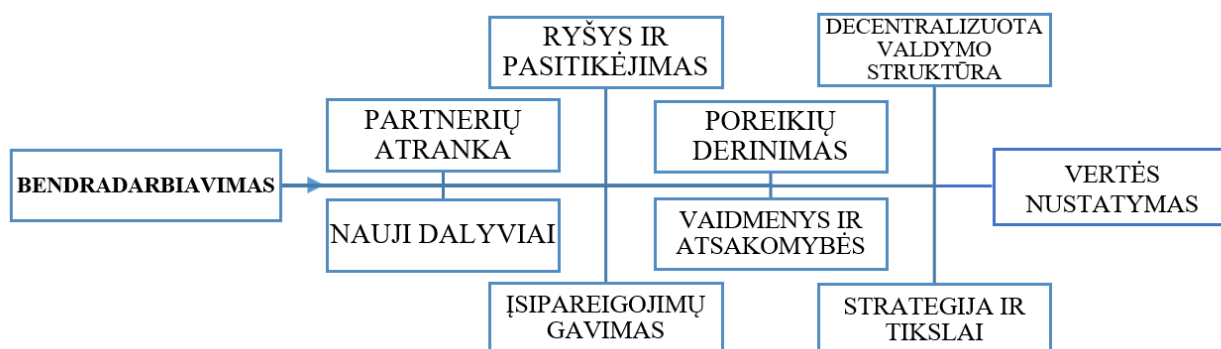 RYŠYS IR
PASITIKĖJIMAS
DECENTRALIZUOTA
VALDYMO
STRUKTŪRA
PARTNERIŲ
ATRANKA
POREIKIŲ
DERINIMAS
BENDRADARBIAVIMAS
VERTĖS
NUSTATYMAS
NAUJI DALYVIAI
VAIDMENYS IR
ATSAKOMYBĖS
ĮSIPAREIGOJIMŲ
GAVIMAS
STRATEGIJA IR
TIKSLAI